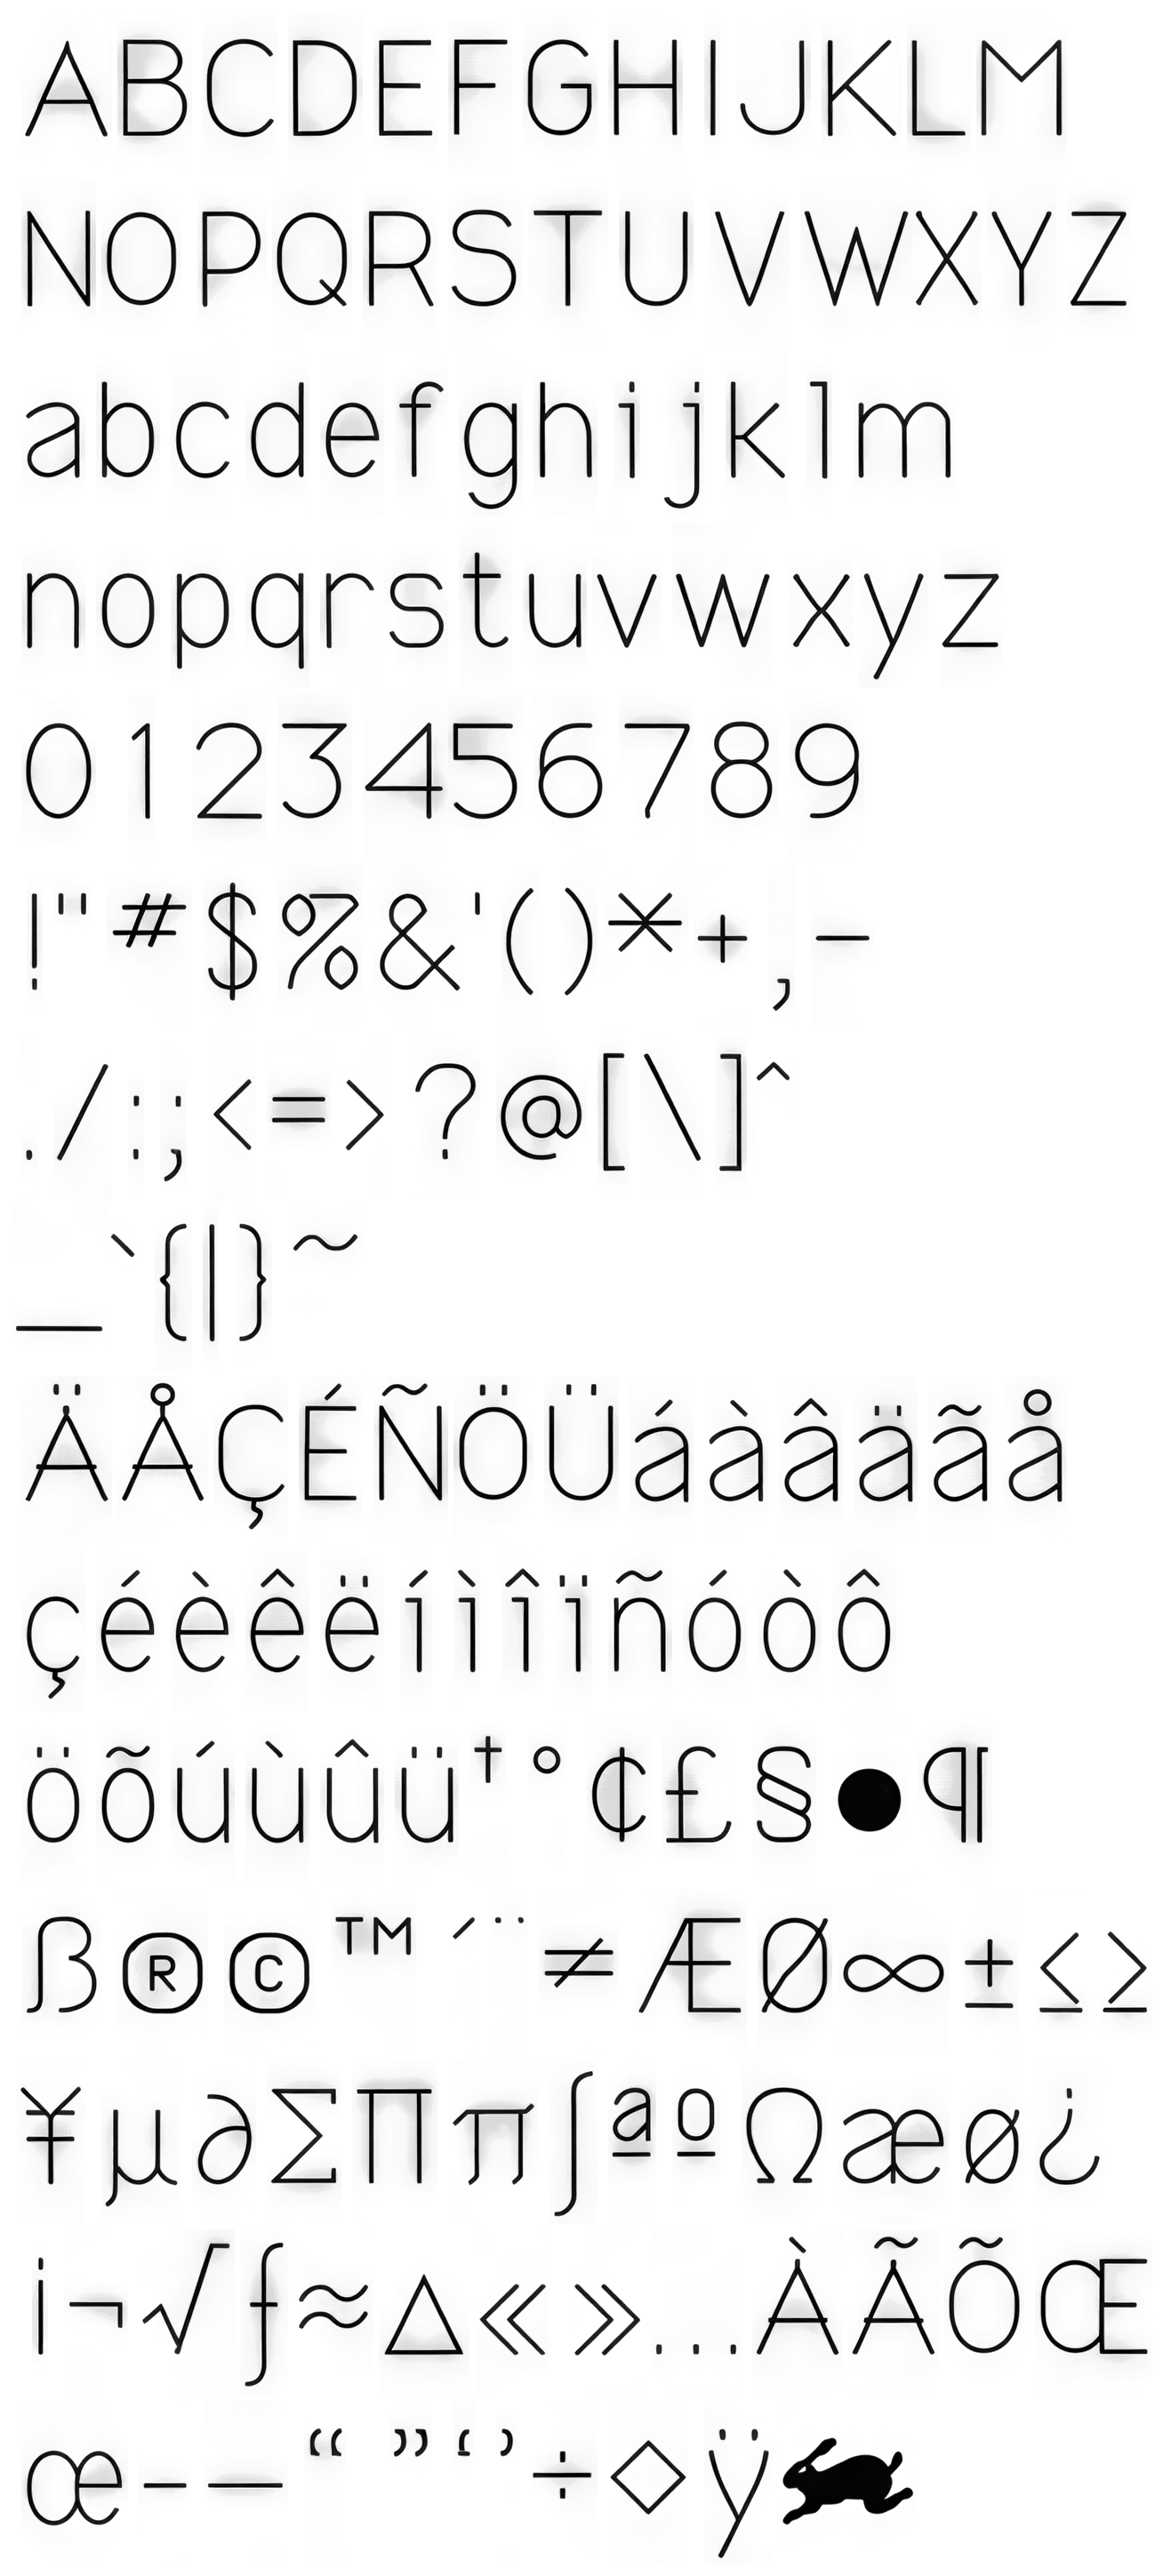 ABCDEFGHIJKLM
NOPQRSTUVWXYZ
abcdefghijklm
nopqrstuvwxyz
0123456789
!"#$%&'()*+,-
./:;<=>?@[\]^
_`{|}~
ÄÅÇÉÑÖÜáàâäãå
çéèêëíìîïñóòô
öõúùûü†°¢£§●¶
ß®©™´¨≠ÆØ∞±≤≥
¥µ∂∑∏π∫ªºΩæø¿
¡¬√ƒ≈∆«»…ÀÃÕŒ
œ–—“”‘’÷◊ÿ